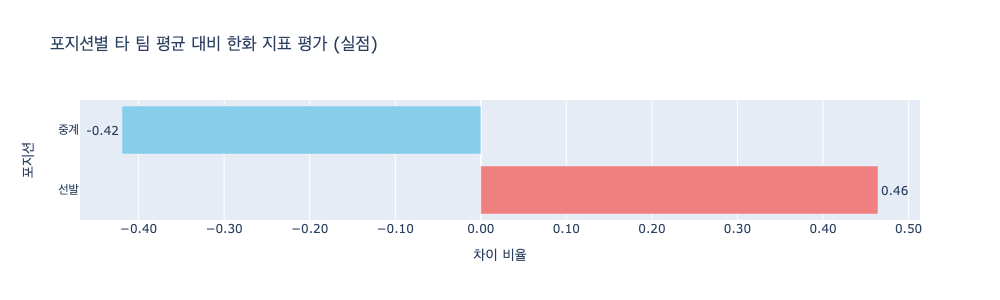 포지션별 타 팀 평균 대비 한화 지표 평가 (실점)
포지션
중계
-0.42
선발
0.46
−0.40 −0.30 −0.20 −0.10 0.00 0.10 0.20 0.30 0.40 0.50
차이 비율